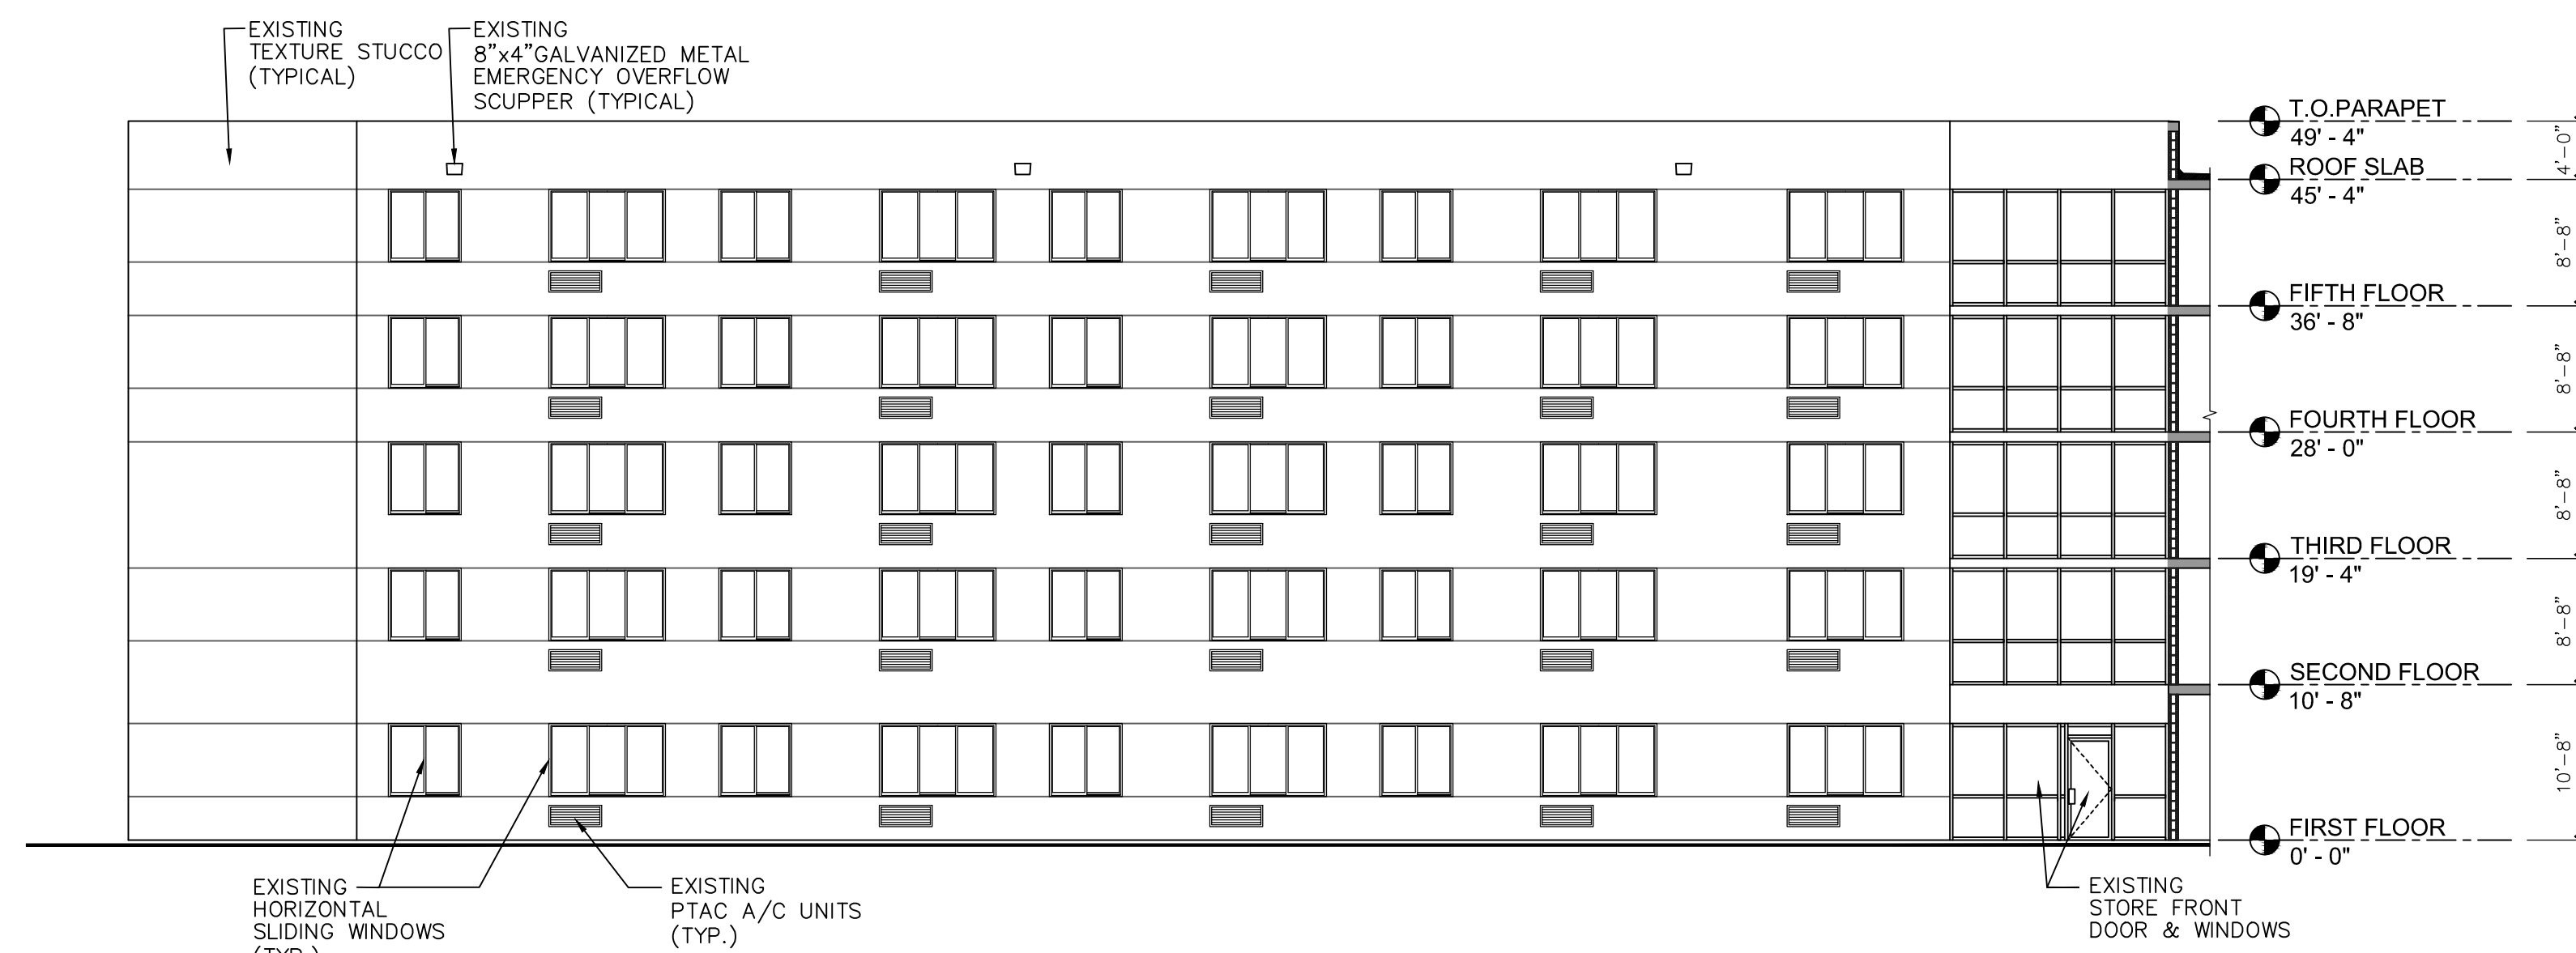 EXISTING
TEXTURE STUCCO
(TYPICAL)
EXISTING
8"x4"GALVANIZED METAL
EMERGENCY OVERFLOW
SCUPPER (TYPICAL)
T.O.PARAPET
49' - 4"
4'-0"
ROOF SLAB
45' - 4"
8'-8"
FIFTH FLOOR
36' - 8"
8'-8"
FOURTH FLOOR
28' - 0"
8'-8"
THIRD FLOOR
19' - 4"
8'-8"
SECOND FLOOR
10' - 8"
10'-8"
FIRST FLOOR
0' - 0"
EXISTING
HORIZONTAL
SLIDING WINDOWS
(TYP.)
EXISTING
PTAC A/C UNITS
(TYP.)
EXISTING
STORE FRONT
DOOR & WINDOWS